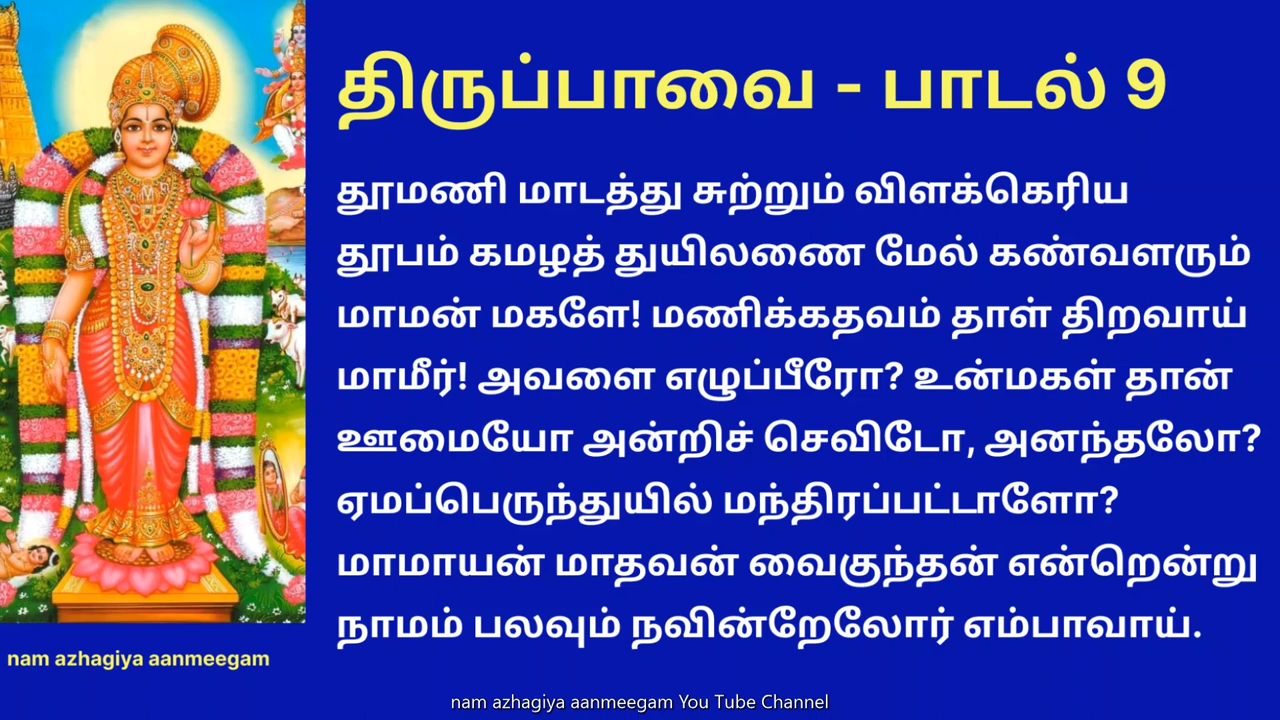 திருப்பாவை - பாடல் 9
தூமணி மாடத்து சுற்றும் விளக்கெரிய
தூபம் கமழத் துயிலணை மேல் கண்வளரும்
மாமன் மகளே! மணிக்கதவம் தாள் திறவாய்
மாமீர்! அவளை எழுப்பீரோ? உன்மகள் தான்
ஊமையோ அன்றிச் செவிடோ, அனந்தலோ?
ஏமப்பெருந்துயில் மந்திரப்பட்டாளோ?
மாமாயன் மாதவன் வைகுந்தன் என்றென்று
நாமம் பலவும் நவின்றேலோர் எம்பாவாய்.
nam azhagiya aanmeegam
nam azhagiya aanmeegam You Tube Channel